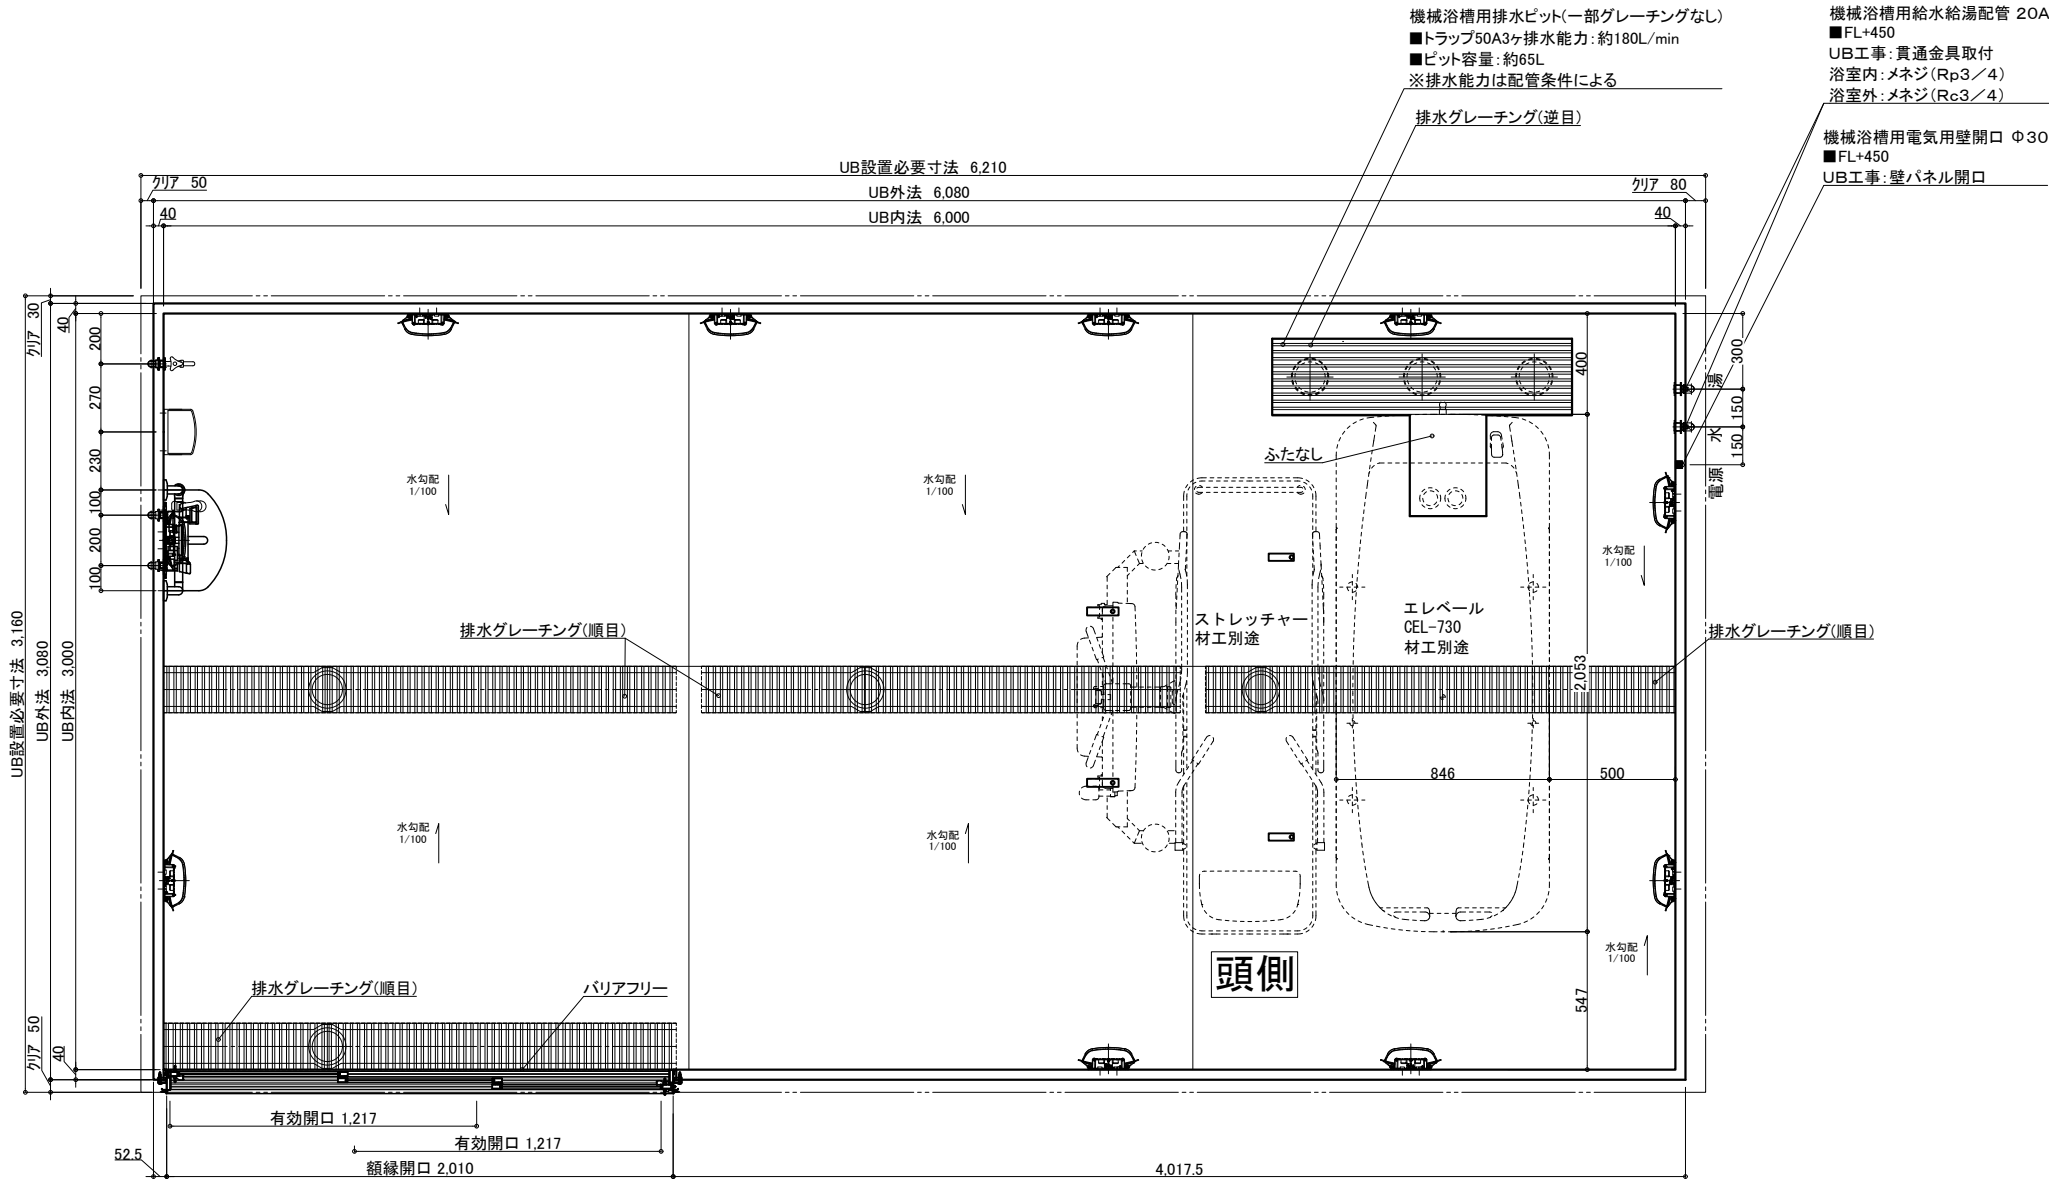 機械浴槽用排水ピット(一部グレーチングなし)
■トラップ50A3ヶ排水能力:約180L/min
■ピット容量:約65L
※排水能力は配管条件による
排水グレーチング(逆目)
機械浴槽用給水給湯配管 20A
■FL+450
UB工事:貫通金具取付
浴室内:メネジ(Rp3/4)
浴室外:メネジ(Rc3/4)
機械浴槽用電気用壁開口 Φ30
■FL+450
UB工事:壁パネル開口
UB設置必要寸法 6,210
クリア 50
UB外法 6,080
クリア 80
40
UB内法 6,000
40
UB設置必要寸法 3,160
UB外法 3,080
UB内法 3,000
クリア 30
40
200
270
230
100
200
100
クリア 50
40
400
300
湯
150
水
150
電源
ふたなし
水勾配
1/100
水勾配
1/100
水勾配
1/100
ストレッチャー
材工別途
エレベール
CEL-730
材工別途
排水グレーチング(順目)
排水グレーチング(順目)
2,053
846
500
水勾配
1/100
水勾配
1/100
水勾配
1/100
頭側
547
排水グレーチング(順目)
バリアフリー
有効開口 1,217
有効開口 1,217
52.5
額縁開口 2,010
4,017.5